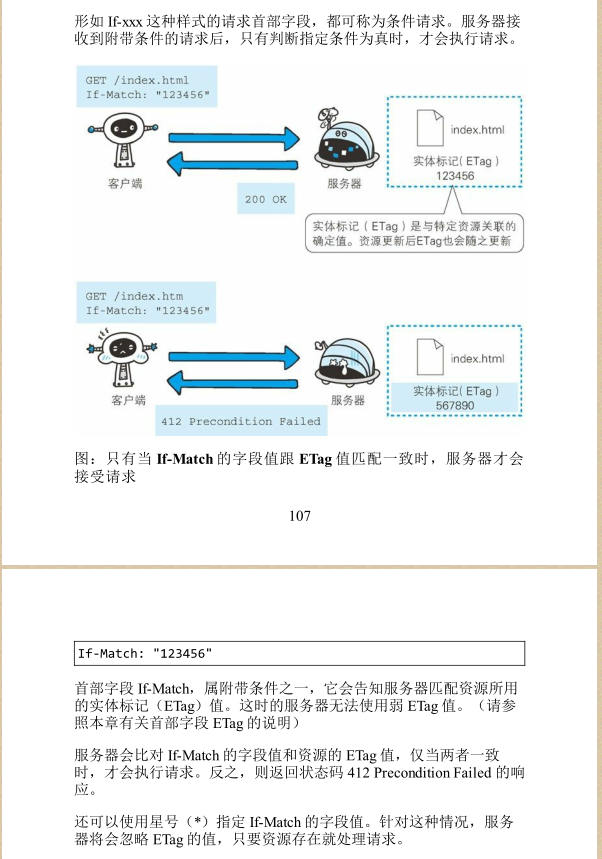 形如 If-xxx 这种样式的请求首部字段，都可称为条件请求。服务器接
收到附带条件的请求后，只有判断指定条件为真时，才会执行请求。
GET /index.html
If-Match: "123456"
index.html
实体标记（ETag）
123456
客户端
服务器
200 OK
实体标记（ETag）是与特定资源关联的
确定值。资源更新后ETag也会随之更新
GET /index.htm
If-Match: "123456"
index.html
实体标记（ETag）
567890
客户端
服务器
412 Precondition Failed
图：只有当 If-Match 的字段值跟 ETag 值匹配一致时，服务器才会
接受请求
107
If-Match: "123456"
首部字段 If-Match，属附带条件之一，它会告知服务器匹配资源所用
的实体标记（ETag）值。这时的服务器无法使用弱 ETag 值。（请参
照本章有关首部字段 ETag 的说明）
服务器会比对 If-Match 的字段值和资源的 ETag 值，仅当两者一致
时，才会执行请求。反之，则返回状态码 412 Precondition Failed 的响
应。
还可以使用星号（*）指定 If-Match 的字段值。针对这种情况，服务
器将会忽略 ETag 的值，只要资源存在就处理请求。